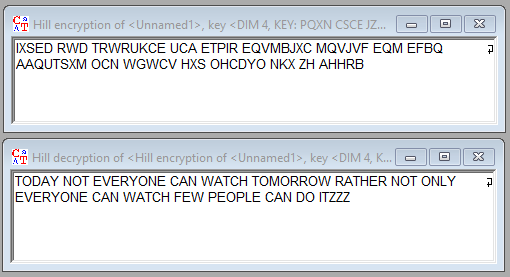 Hill encryption of <Unnamed1>, key <DIM 4, KEY: PQXN CSCE JZ...
IXSED RWD TRWRUKCE UCA ETPIR EQVMBJXC MQVJVF EQM EFBQ
AAQUTSXM OCN WGWCV HXS OHCDYO NKX ZH AHHRB
Hill decryption of <Hill encryption of <Unnamed1>, key <DIM 4, K...
TODAY NOT EVERYONE CAN WATCH TOMORROW RATHER NOT ONLY
EVERYONE CAN WATCH FEW PEOPLE CAN DO ITZZZ